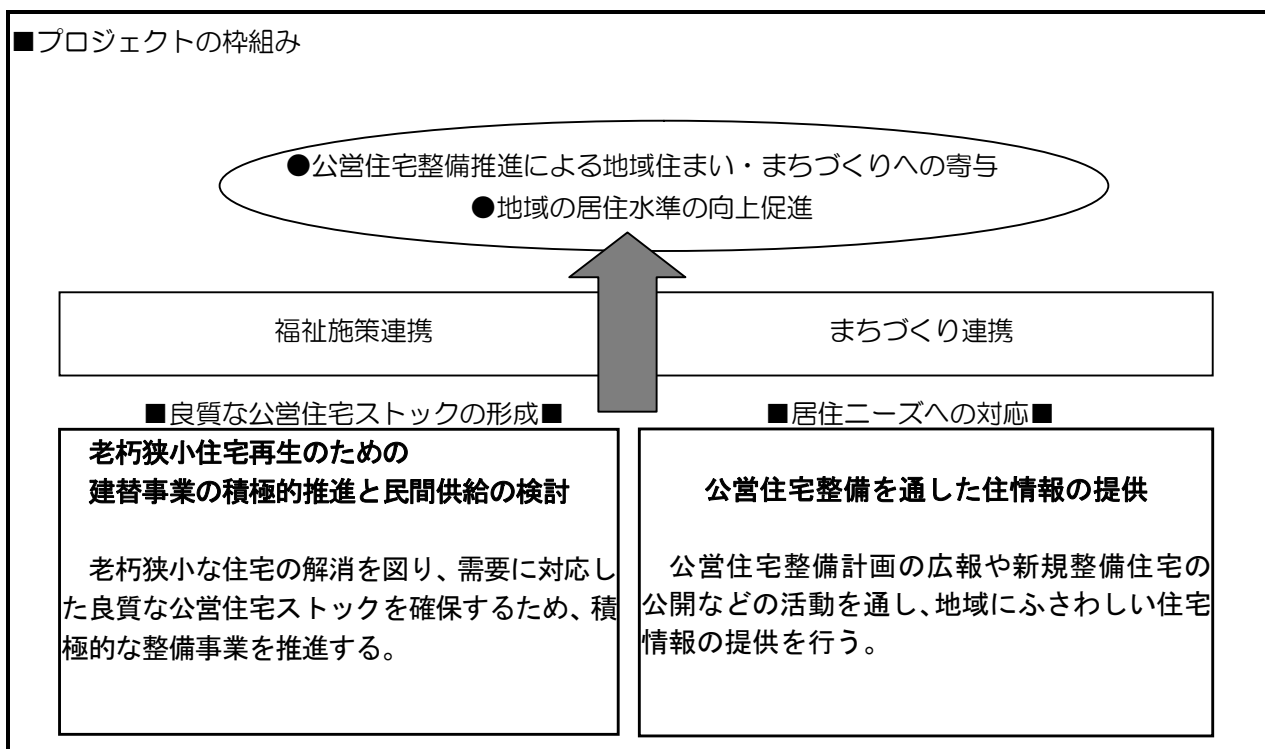 ■プロジェクトの枠組み
●公営住宅整備推進による地域住まい・まちづくりへの寄与
●地域の居住水準の向上促進
福祉施策連携
まちづくり連携
■良質な公営住宅ストックの形成■
老朽狭小住宅再生のための
建替事業の積極的推進と民間供給の検討
老朽狭小な住宅の解消を図り、需要に対応し
た良質な公営住宅ストックを確保するため、積
極的な整備事業を推進する。
■居住ニーズへの対応■
公営住宅整備を通した住情報の提供
公営住宅整備計画の広報や新規整備住宅の
公開などの活動を通し、地域にふさわしい住宅
情報の提供を行う。